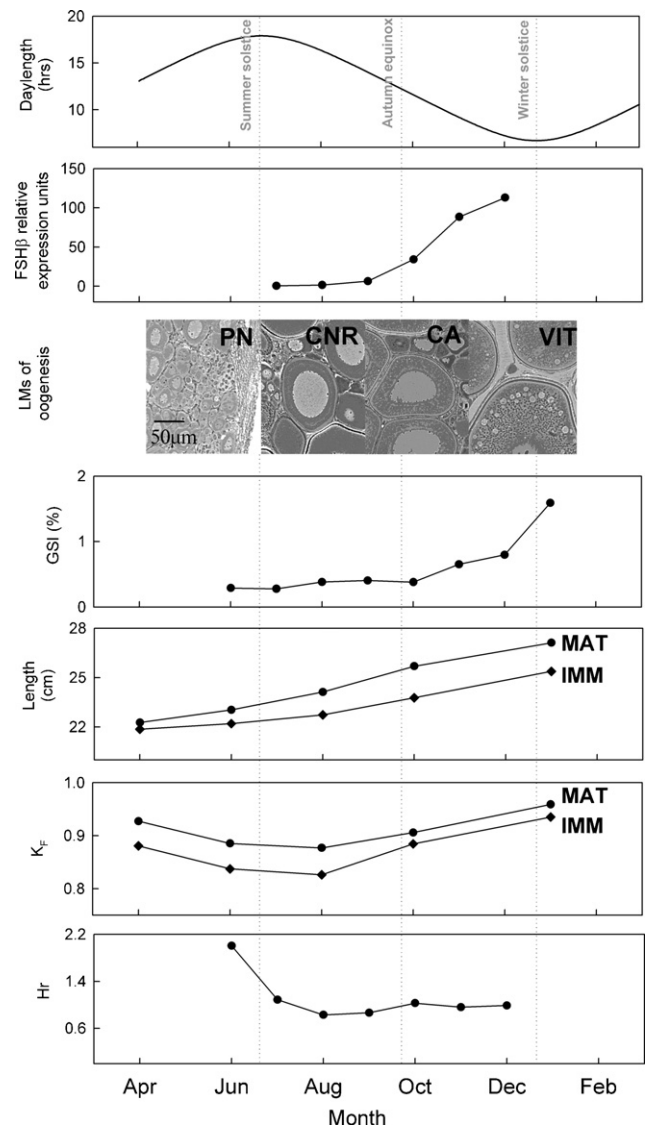 20
15
10
Daylength
(hrs)
Summer solstice
Autumn equinox
Winter solstice
150
100
50
0
FSHβ relative
expression units
LMs of
oogenesis
PN
CNR
CA
VIT
50μm
2
1
0
GSI (%)
28
25
22
Length
(cm)
MAT
IMM
1.0
0.9
0.8
KF
MAT
IMM
2.2
1.4
0.6
Hr
Apr Jun Aug Oct Dec Feb
Month